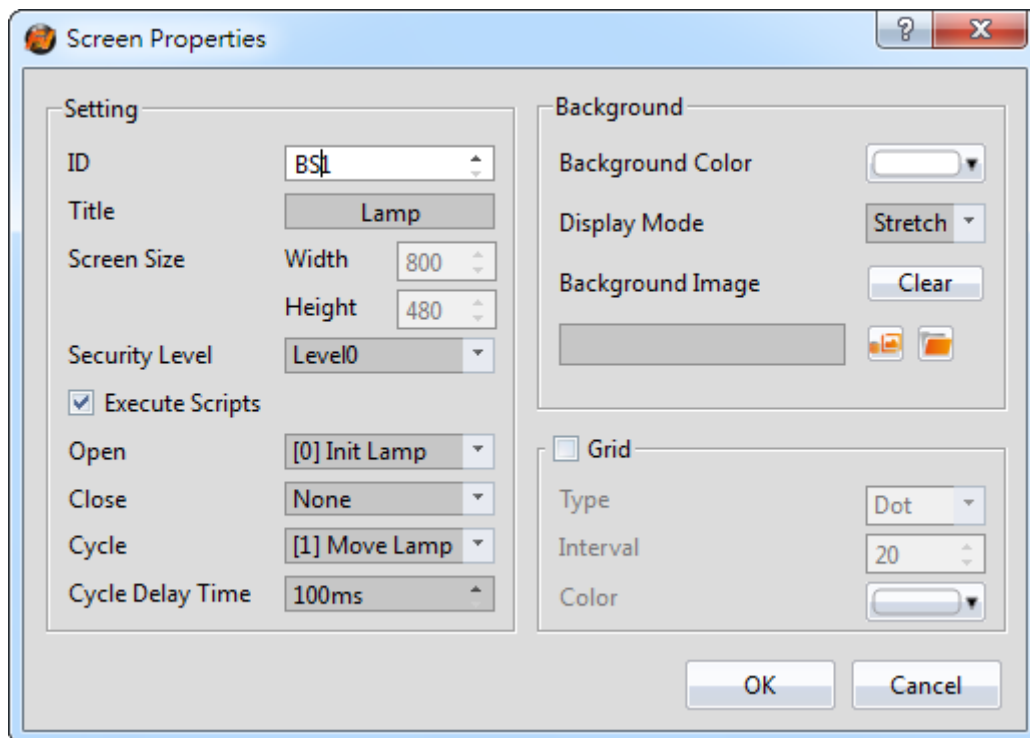 Screen Properties
?
Setting
ID BS1
Title Lamp
Screen Size Width 800
Height 480
Security Level Level0
Execute Scripts
Open [0] Init Lamp
Close None
Cycle [1] Move Lamp
Cycle Delay Time 100ms
Background
Background Color
Display Mode Stretch
Background Image Clear
Grid
Type Dot
Interval 20
Color
OK Cancel